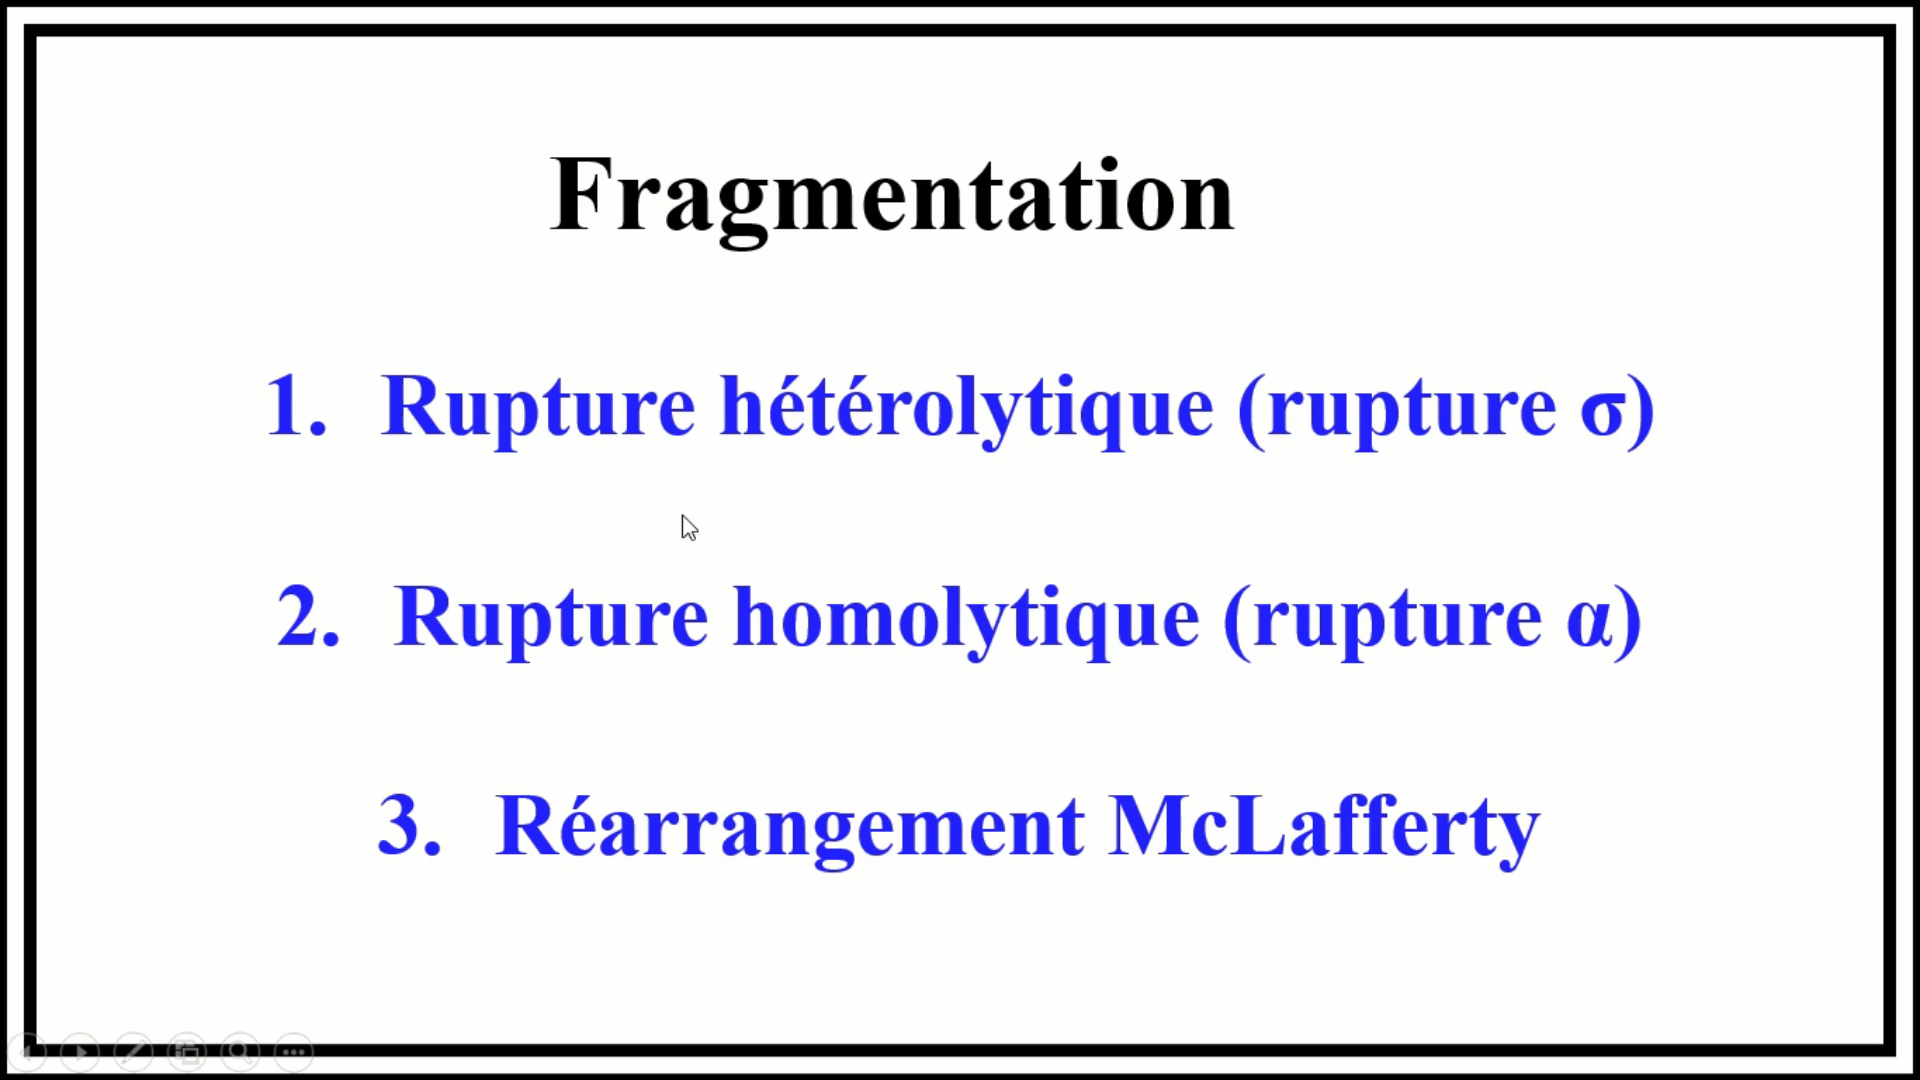 Fragmentation
1. Rupture hétérolytique (rupture σ)
2. Rupture homolytique (rupture α)
3. Réarrangement McLafferty